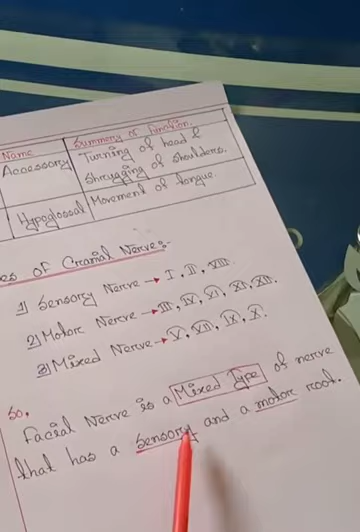 Name Summary of Function.
Accessory Turning of head &
Shrugging of shoulders.
Hypoglossal Movement of tongue.
es of Cranial Nerve:-
1) Sensory Nerve → I, II, VIII.
2) Motor Nerve → III, IV, VI, XI, XII.
3) Mixed Nerve → V, VII, IX, X.
So,
Facial Nerve is a Mixed Type of nerve
that has a sensory and a motor root.